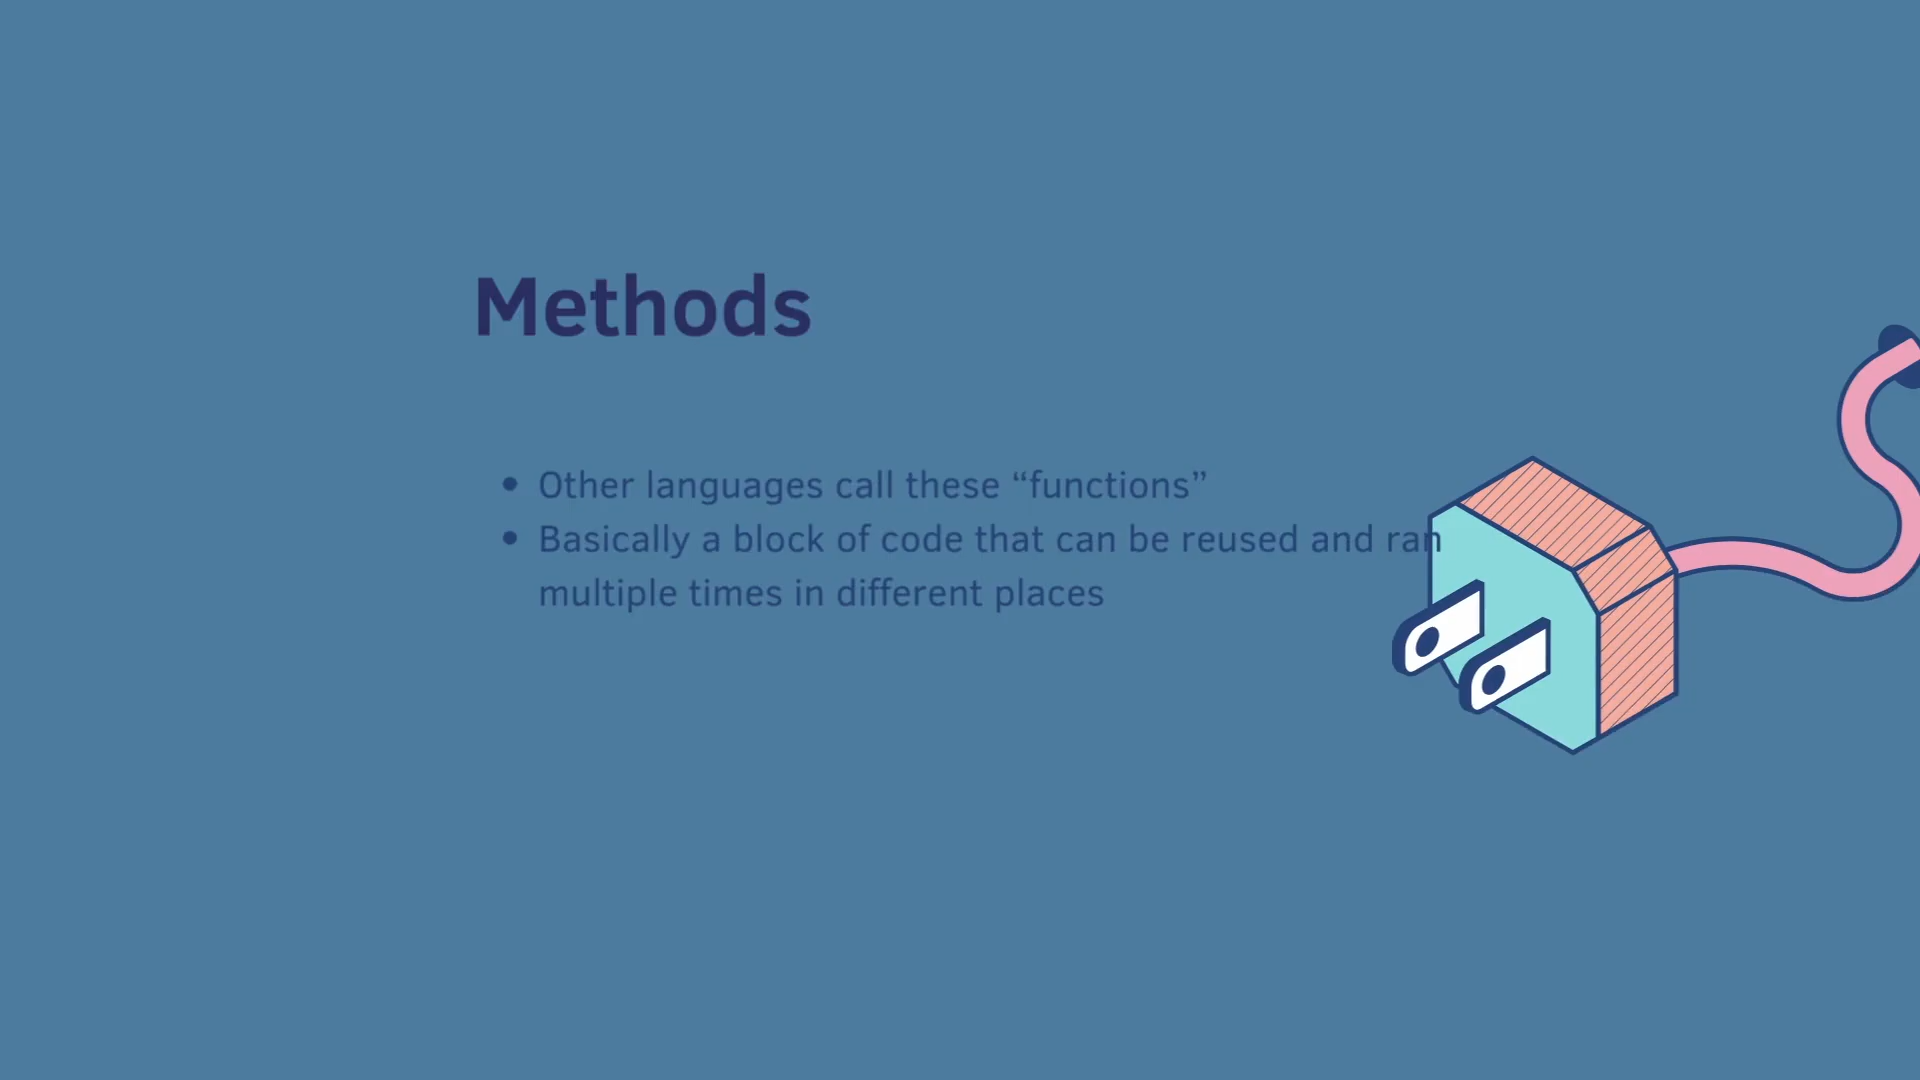 Methods
• Other languages call these “functions”
• Basically a block of code that can be reused and ran
multiple times in different places